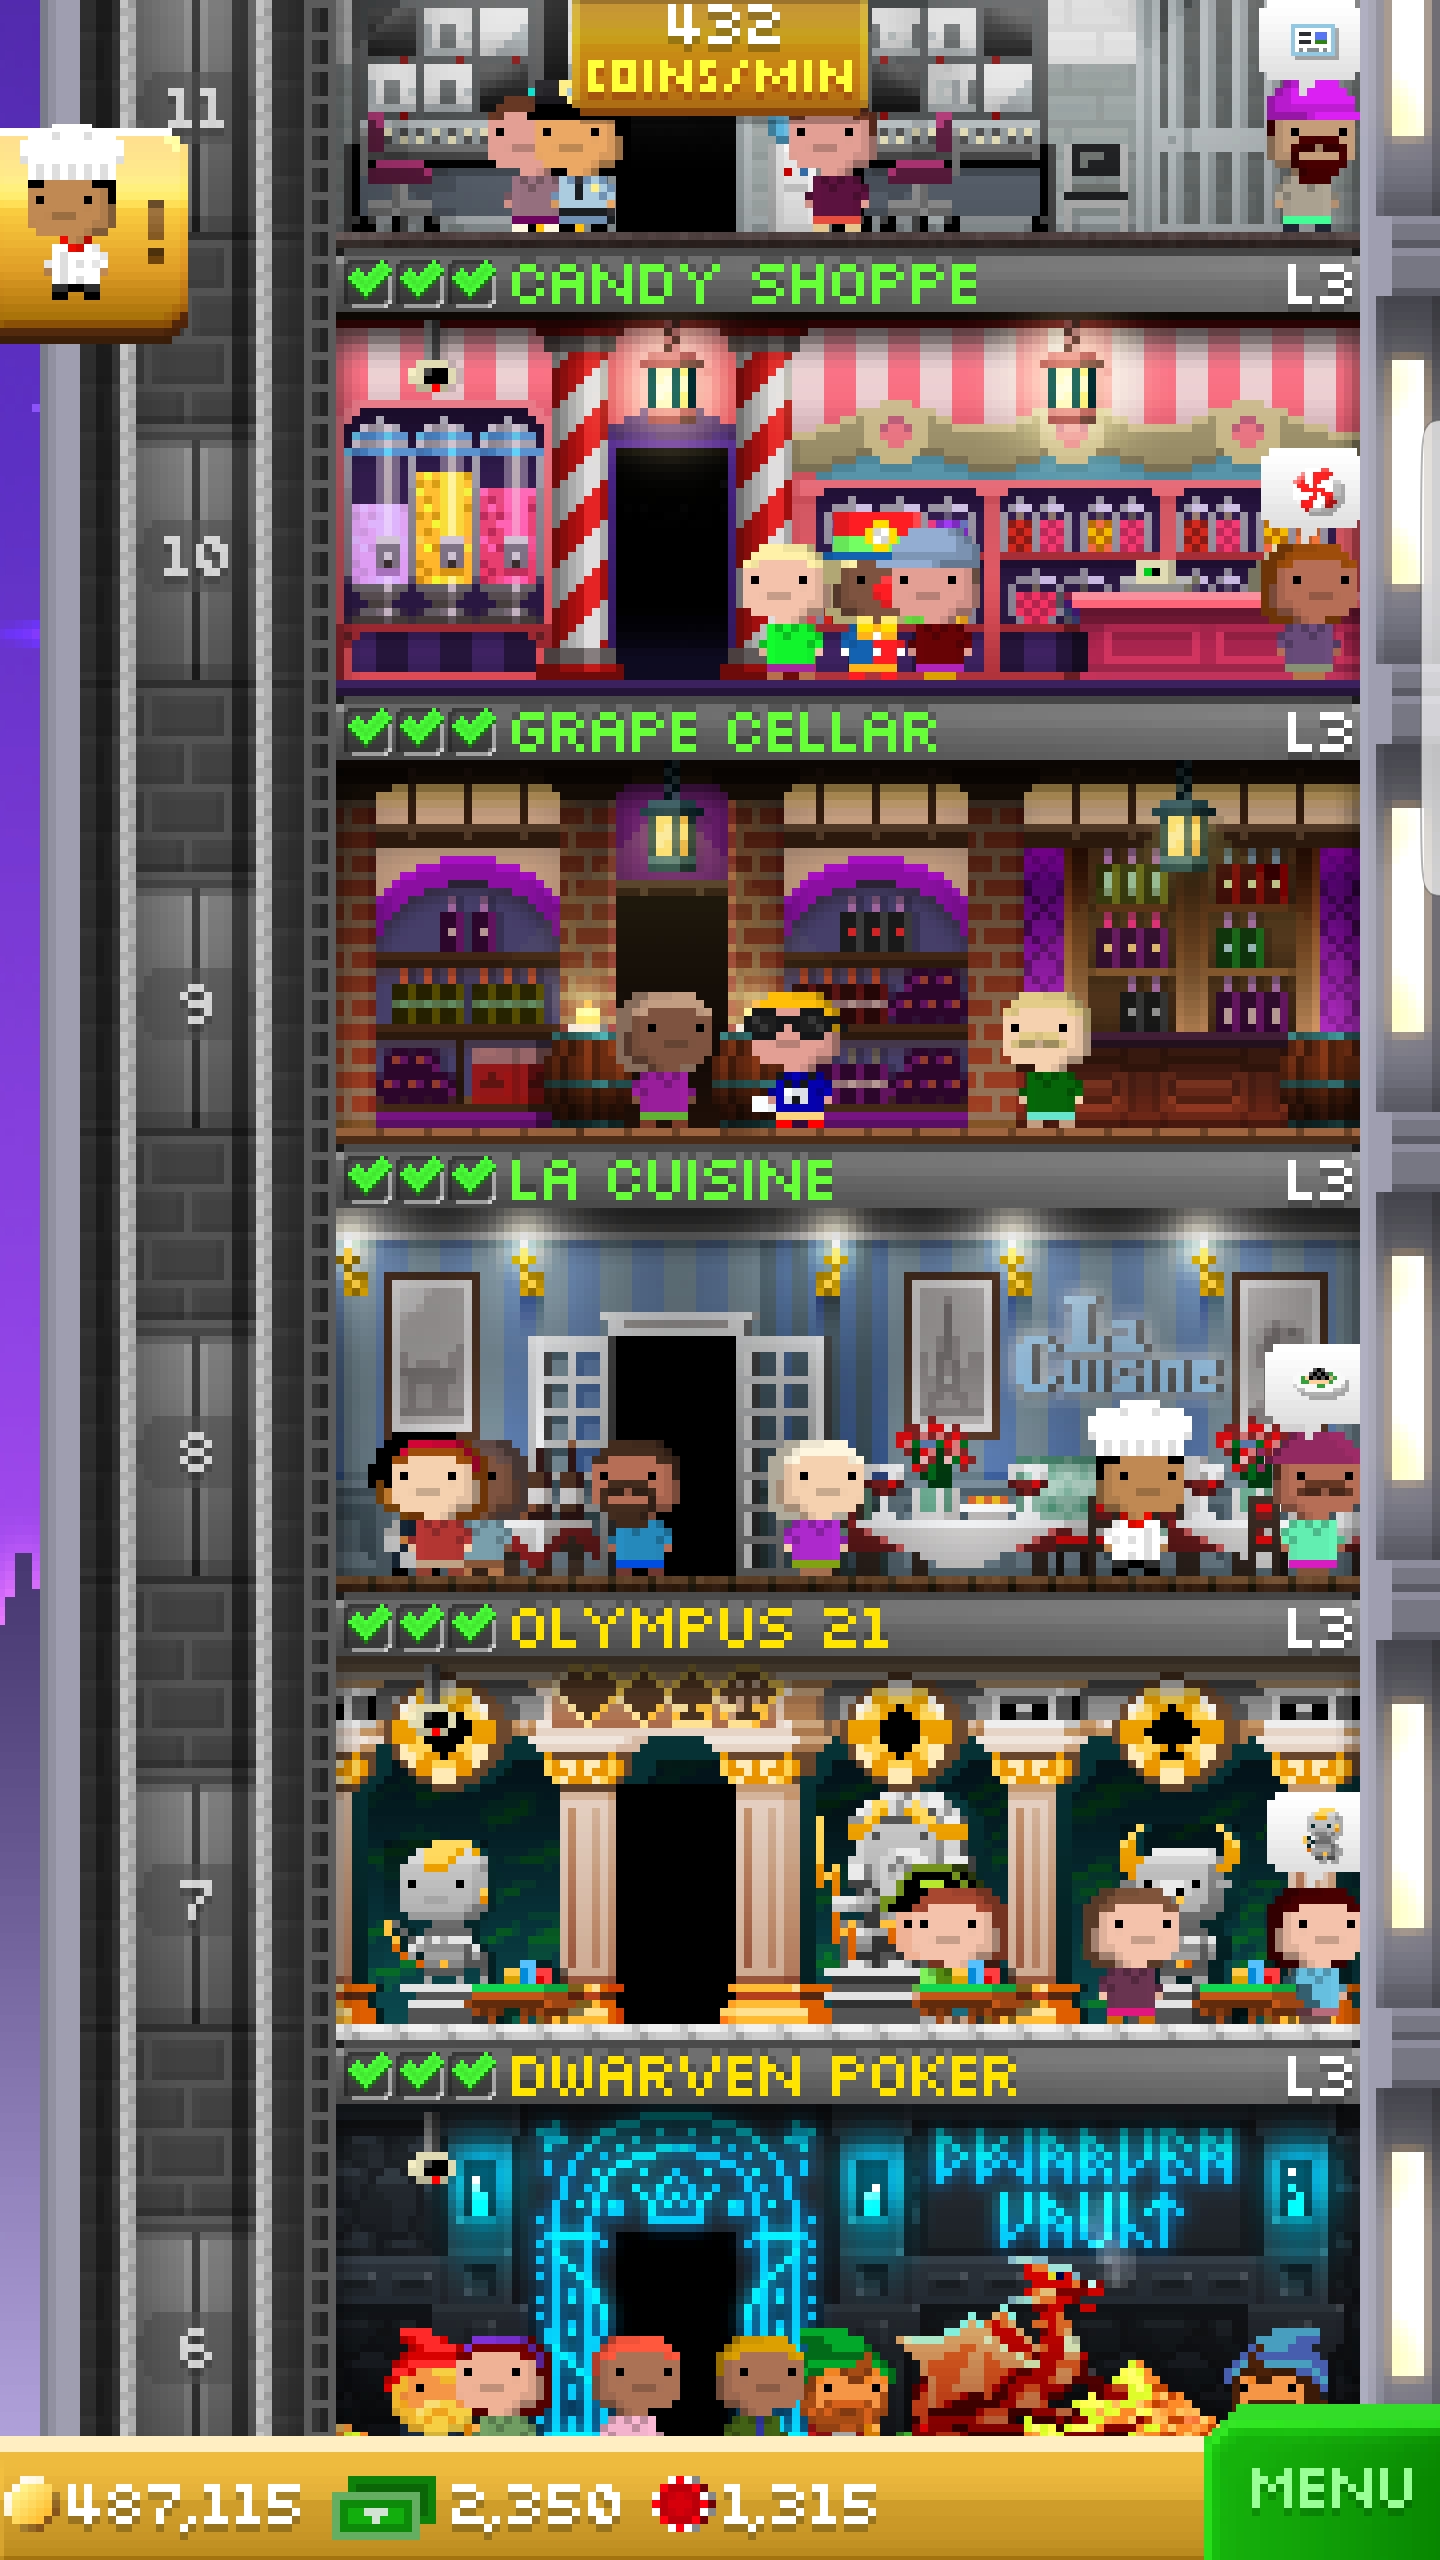 432
COINS/MIN
11
!
CANDY SHOPPE L3
10
GRAPE CELLAR L3
9
LA CUISINE L3
La
Cuisine
8
OLYMPUS 21 L3
7
DWARVEN POKER L3
DWARVEN
VAULT
6
487,115 2,350 1,315
MENU